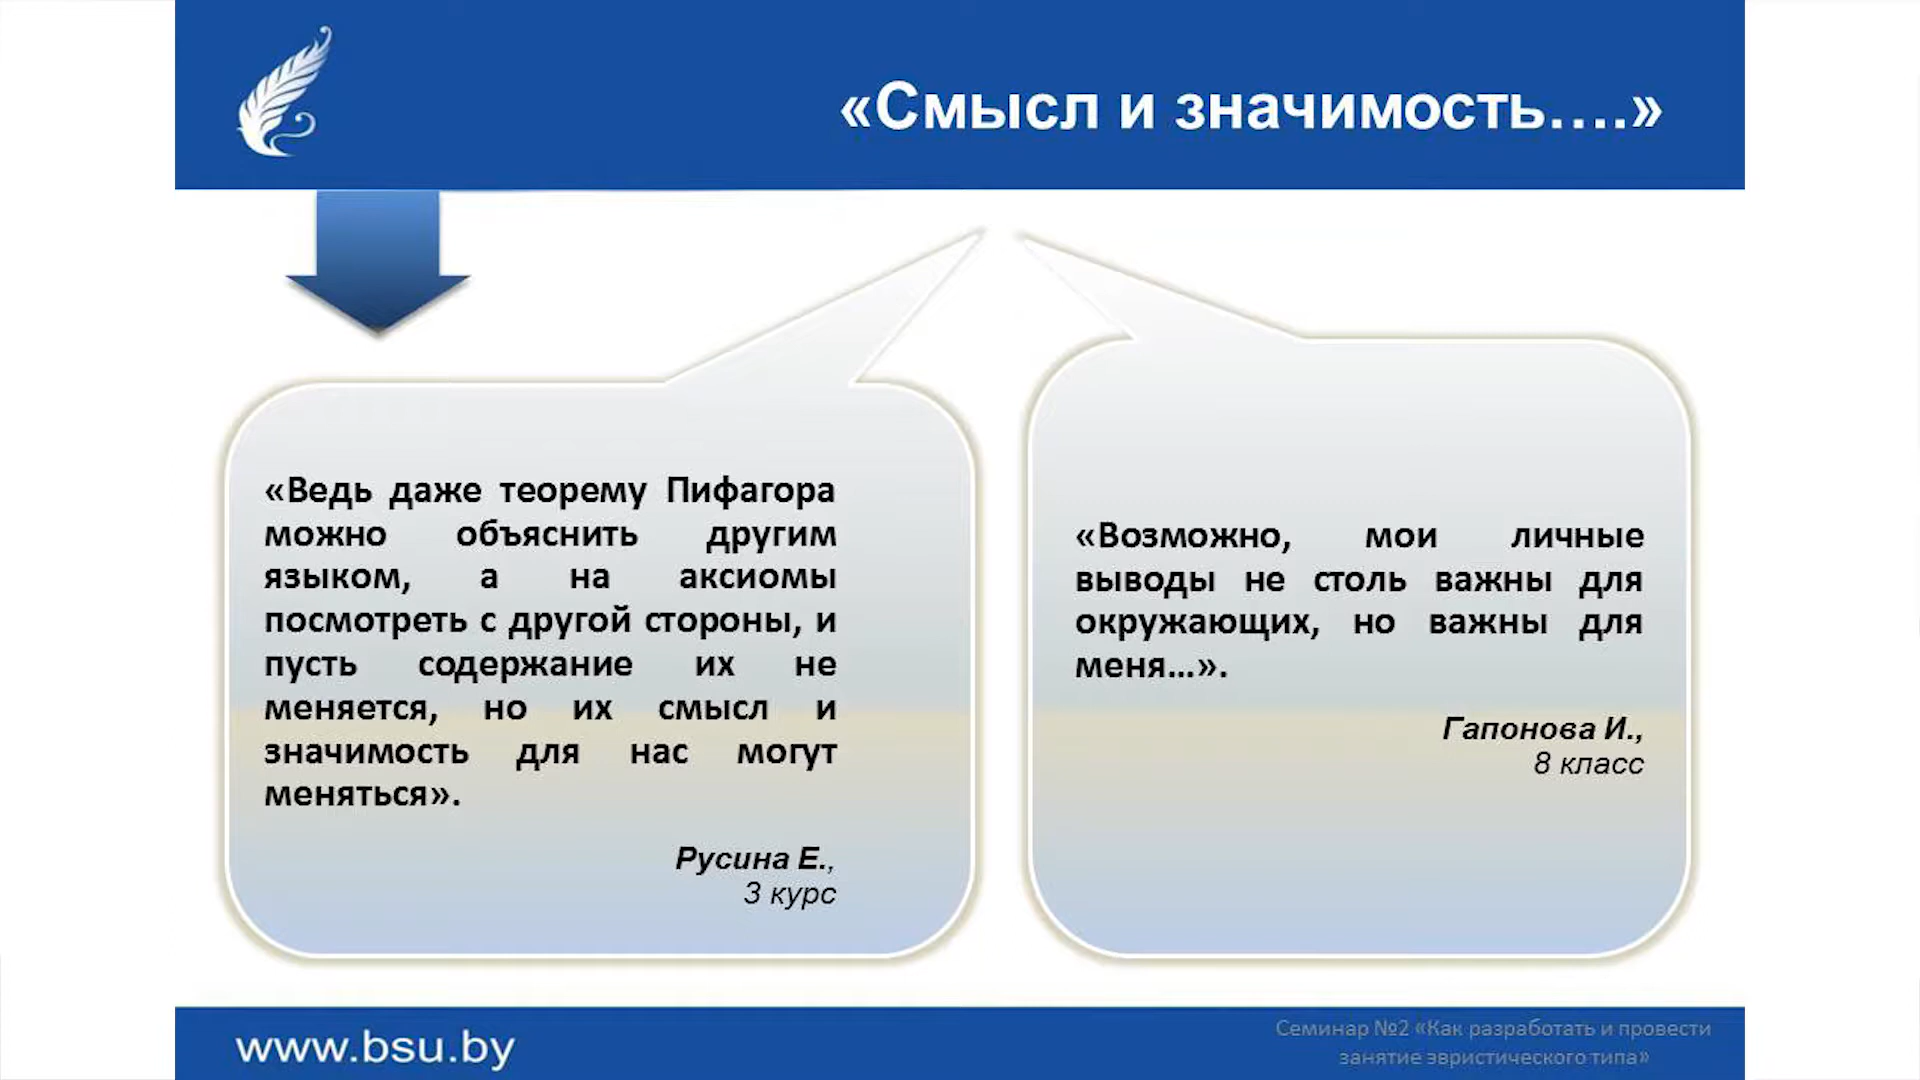 «Смысл и значимость….»
«Ведь даже теорему Пифагора
можно объяснить другим
языком, а на аксиомы
посмотреть с другой стороны, и
пусть содержание их не
меняется, но их смысл и
значимость для нас могут
меняться».
Русина Е.,
3 курс
«Возможно, мои личные
выводы не столь важны для
окружающих, но важны для
меня…».
Гапонова И.,
8 класс
www.bsu.by
Семинар №2 «Как разработать и провести
занятие эвристического типа»